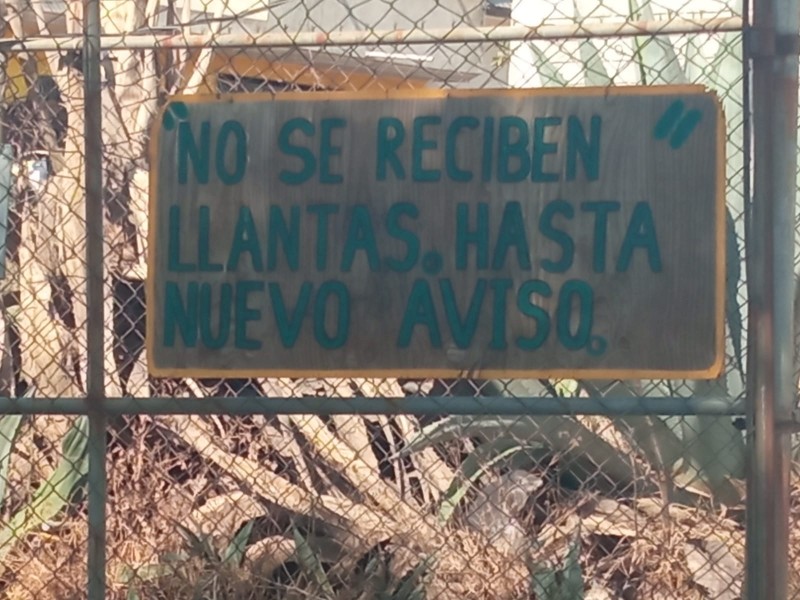 "NO SE RECIBEN "
LLANTAS. HASTA
NUEVO AVISO.